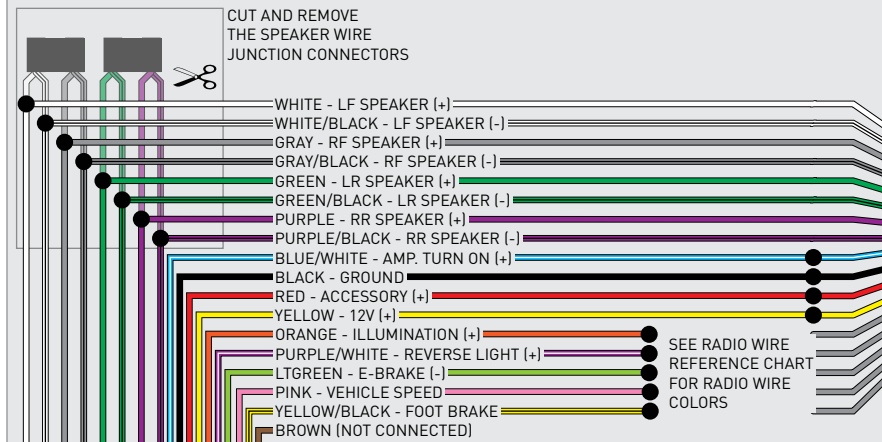 CUT AND REMOVE
THE SPEAKER WIRE
JUNCTION CONNECTORS
WHITE - LF SPEAKER (+)
WHITE/BLACK - LF SPEAKER (-)
GRAY - RF SPEAKER (+)
GRAY/BLACK - RF SPEAKER (-)
GREEN - LR SPEAKER (+)
GREEN/BLACK - LR SPEAKER (-)
PURPLE - RR SPEAKER (+)
PURPLE/BLACK - RR SPEAKER (-)
BLUE/WHITE - AMP. TURN ON (+)
BLACK - GROUND
RED - ACCESSORY (+)
YELLOW - 12V (+)
ORANGE - ILLUMINATION (+)
PURPLE/WHITE - REVERSE LIGHT (+)
LTGREEN - E-BRAKE (-)
PINK - VEHICLE SPEED
YELLOW/BLACK - FOOT BRAKE
BROWN (NOT CONNECTED)
SEE RADIO WIRE
REFERENCE CHART
FOR RADIO WIRE
COLORS